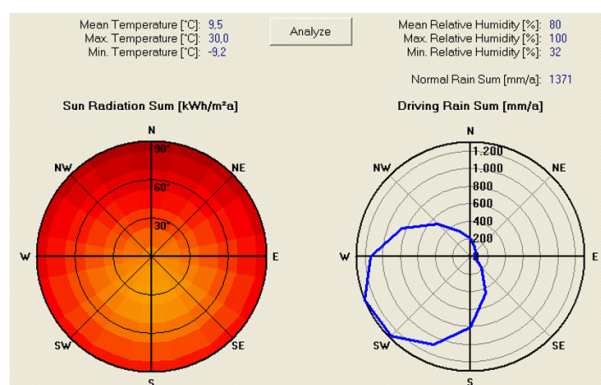 Mean Temperature [°C]: 9,5
Max. Temperature [°C]: 30,0
Min. Temperature [°C]: -9,2
Analyze
Mean Relative Humidity [%]: 80
Max. Relative Humidity [%]: 100
Min. Relative Humidity [%]: 32
Normal Rain Sum [mm/a]: 1371
Sun Radiation Sum [kWh/m²a]
N
NW
NE
90°
60°
30°
W
E
SW
SE
S
Driving Rain Sum [mm/a]
N
NW
NE
1.200
1.000
800
600
400
200
W
E
SW
SE
S